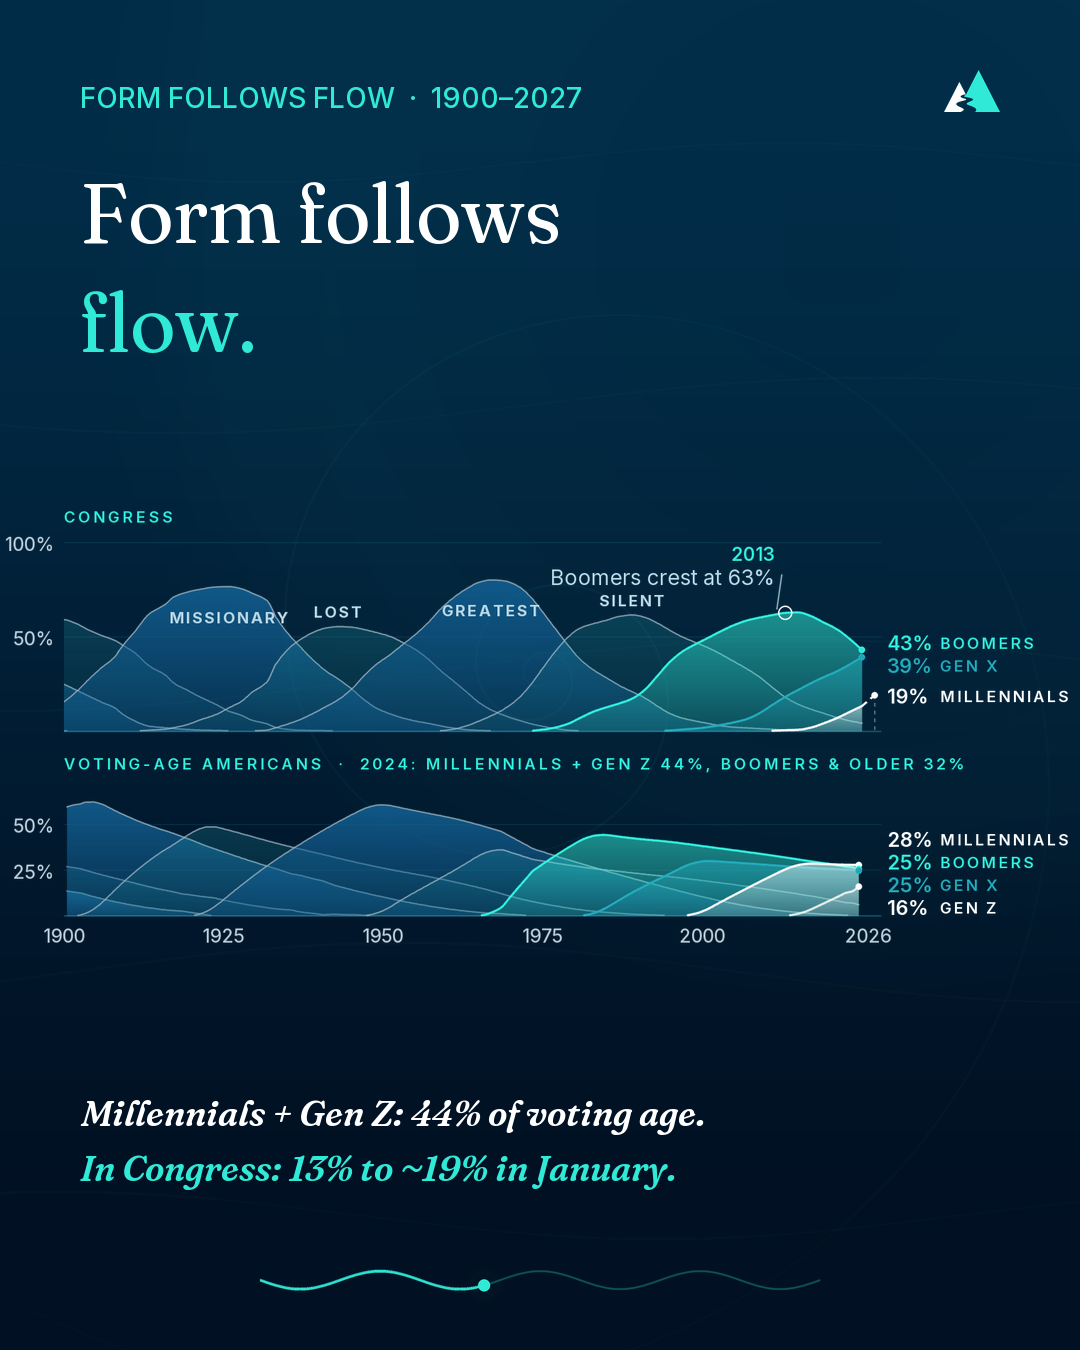 FORM FOLLOWS FLOW · 1900–2027
Form follows
flow.
CONGRESS
100%
2013
Boomers crest at 63%
SILENT
MISSIONARY
LOST
GREATEST
50%
43% BOOMERS
39% GEN X
19% MILLENNIALS
VOTING-AGE AMERICANS · 2024: MILLENNIALS + GEN Z 44%, BOOMERS & OLDER 32%
50%
25%
28% MILLENNIALS
25% BOOMERS
25% GEN X
16% GEN Z
1900 1925 1950 1975 2000 2026
Millennials + Gen Z: 44% of voting age.
In Congress: 13% to ~19% in January.